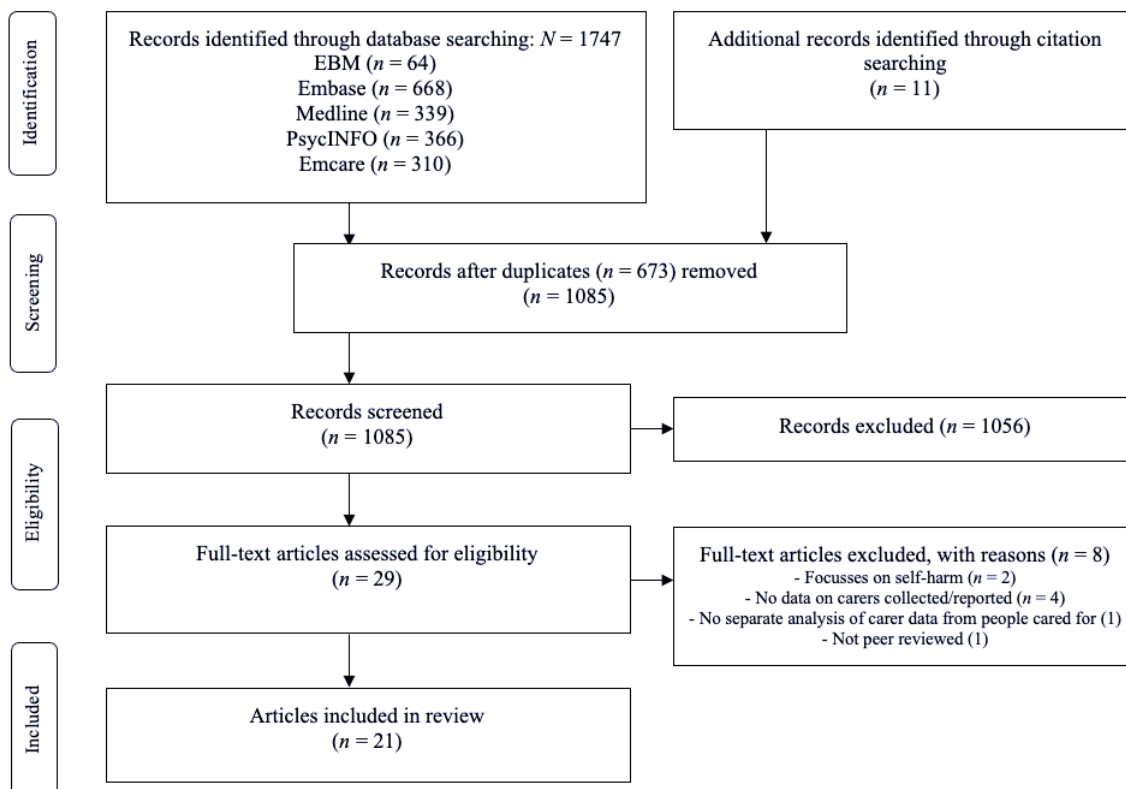 Identification
Records identified through database searching: N = 1747
EBM (n = 64)
Embase (n = 668)
Medline (n = 339)
PsycINFO (n = 366)
Emcare (n = 310)
Additional records identified through citation
searching
(n = 11)
Screening
Records after duplicates (n = 673) removed
(n = 1085)
Records screened
(n = 1085)
Records excluded (n = 1056)
Eligibility
Full-text articles assessed for eligibility
(n = 29)
Full-text articles excluded, with reasons (n = 8)
- Focusses on self-harm (n = 2)
- No data on carers collected/reported (n = 4)
- No separate analysis of carer data from people cared for (1)
- Not peer reviewed (1)
Included
Articles included in review
(n = 21)